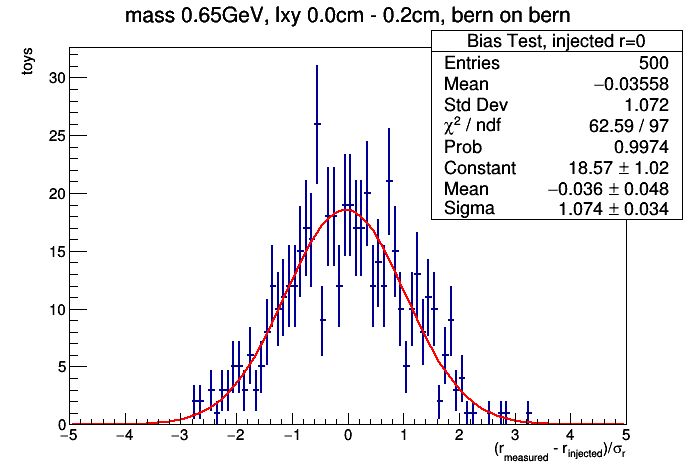 mass 0.65GeV, lxy 0.0cm - 0.2cm, bern on bern
toys
Bias Test, injected r=0
Entries 500
Mean −0.03558
Std Dev 1.072
χ² / ndf 62.59 / 97
Prob 0.9974
Constant 18.57 ± 1.02
Mean −0.036 ± 0.048
Sigma 1.074 ± 0.034
30
25
20
15
10
5
0
−5 −4 −3 −2 −1 0 1 2 3 4 5
(r_measured - r_injected)/σ_r